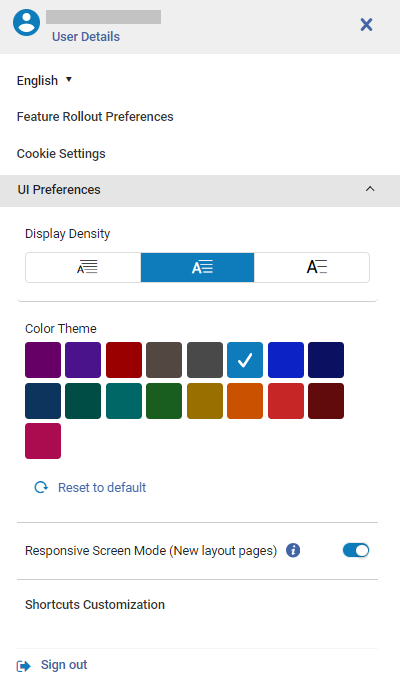 User Details
English
Feature Rollout Preferences
Cookie Settings
UI Preferences
Display Density
A A A
Color Theme
Reset to default
Responsive Screen Mode (New layout pages) i
Shortcuts Customization
Sign out